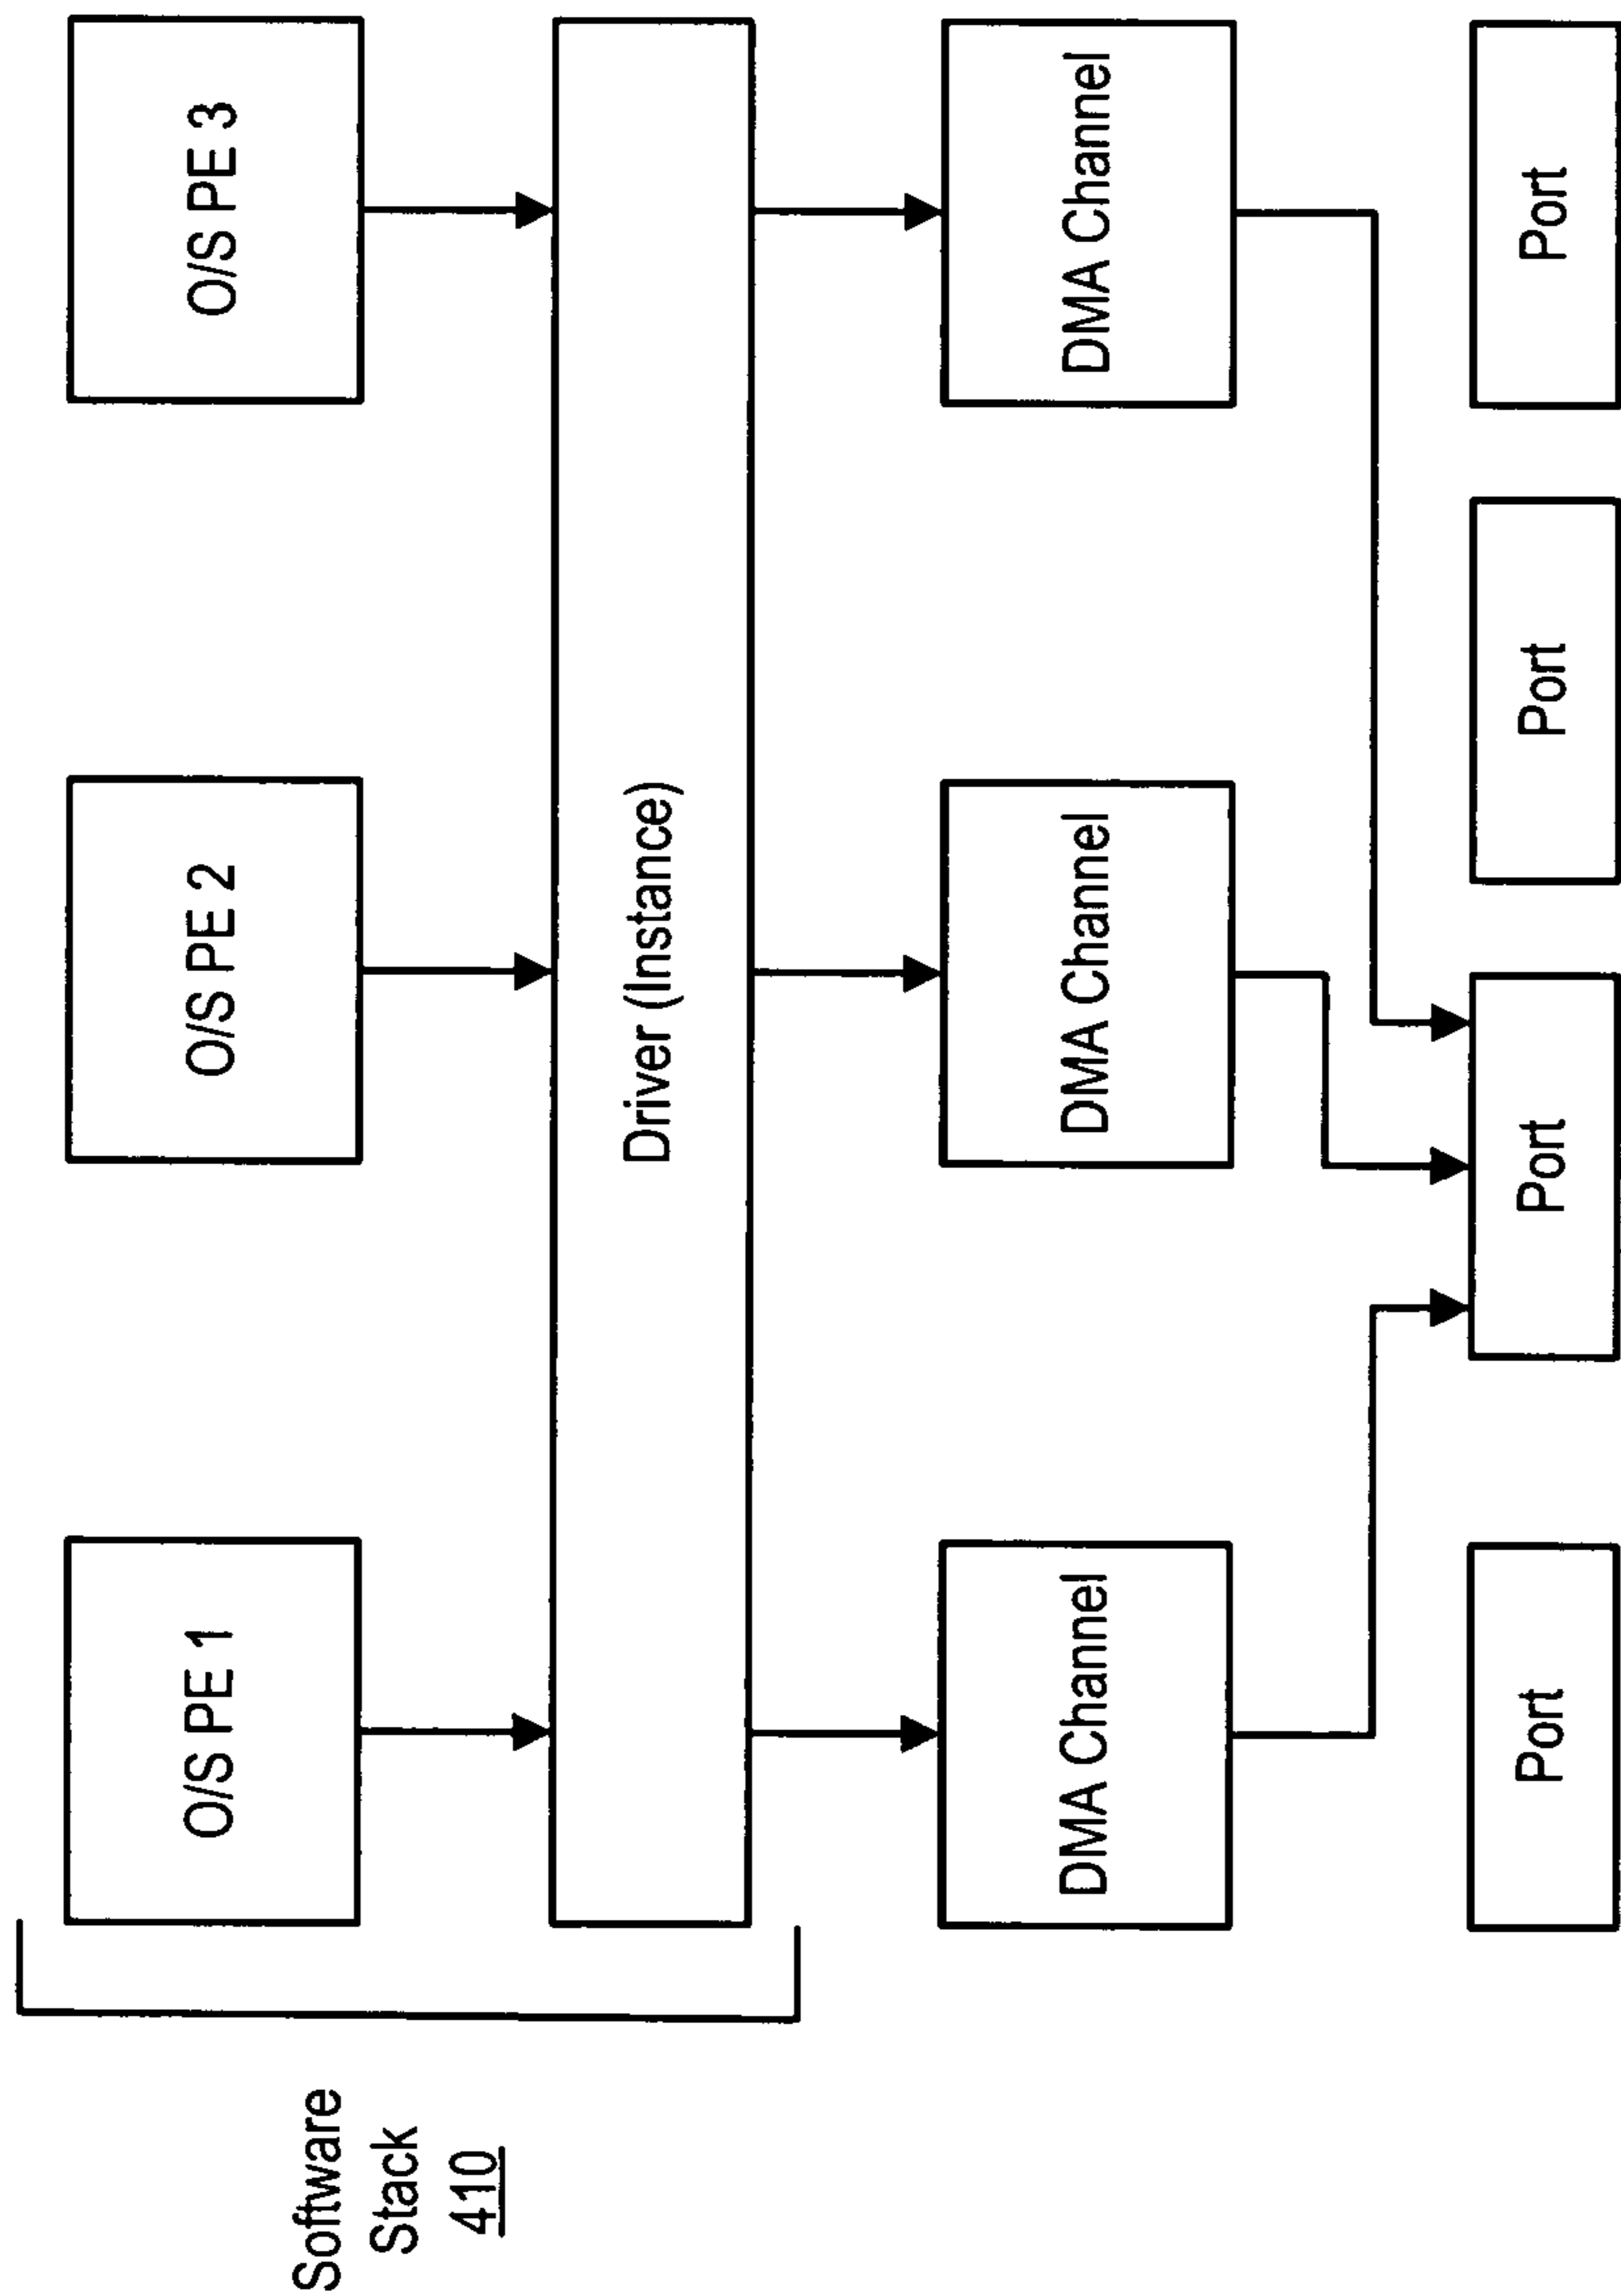 Software
Stack
410
O/S PE 1
O/S PE 2
O/S PE 3
Driver (Instance)
DMA Channel
DMA Channel
DMA Channel
Port
Port
Port
Port